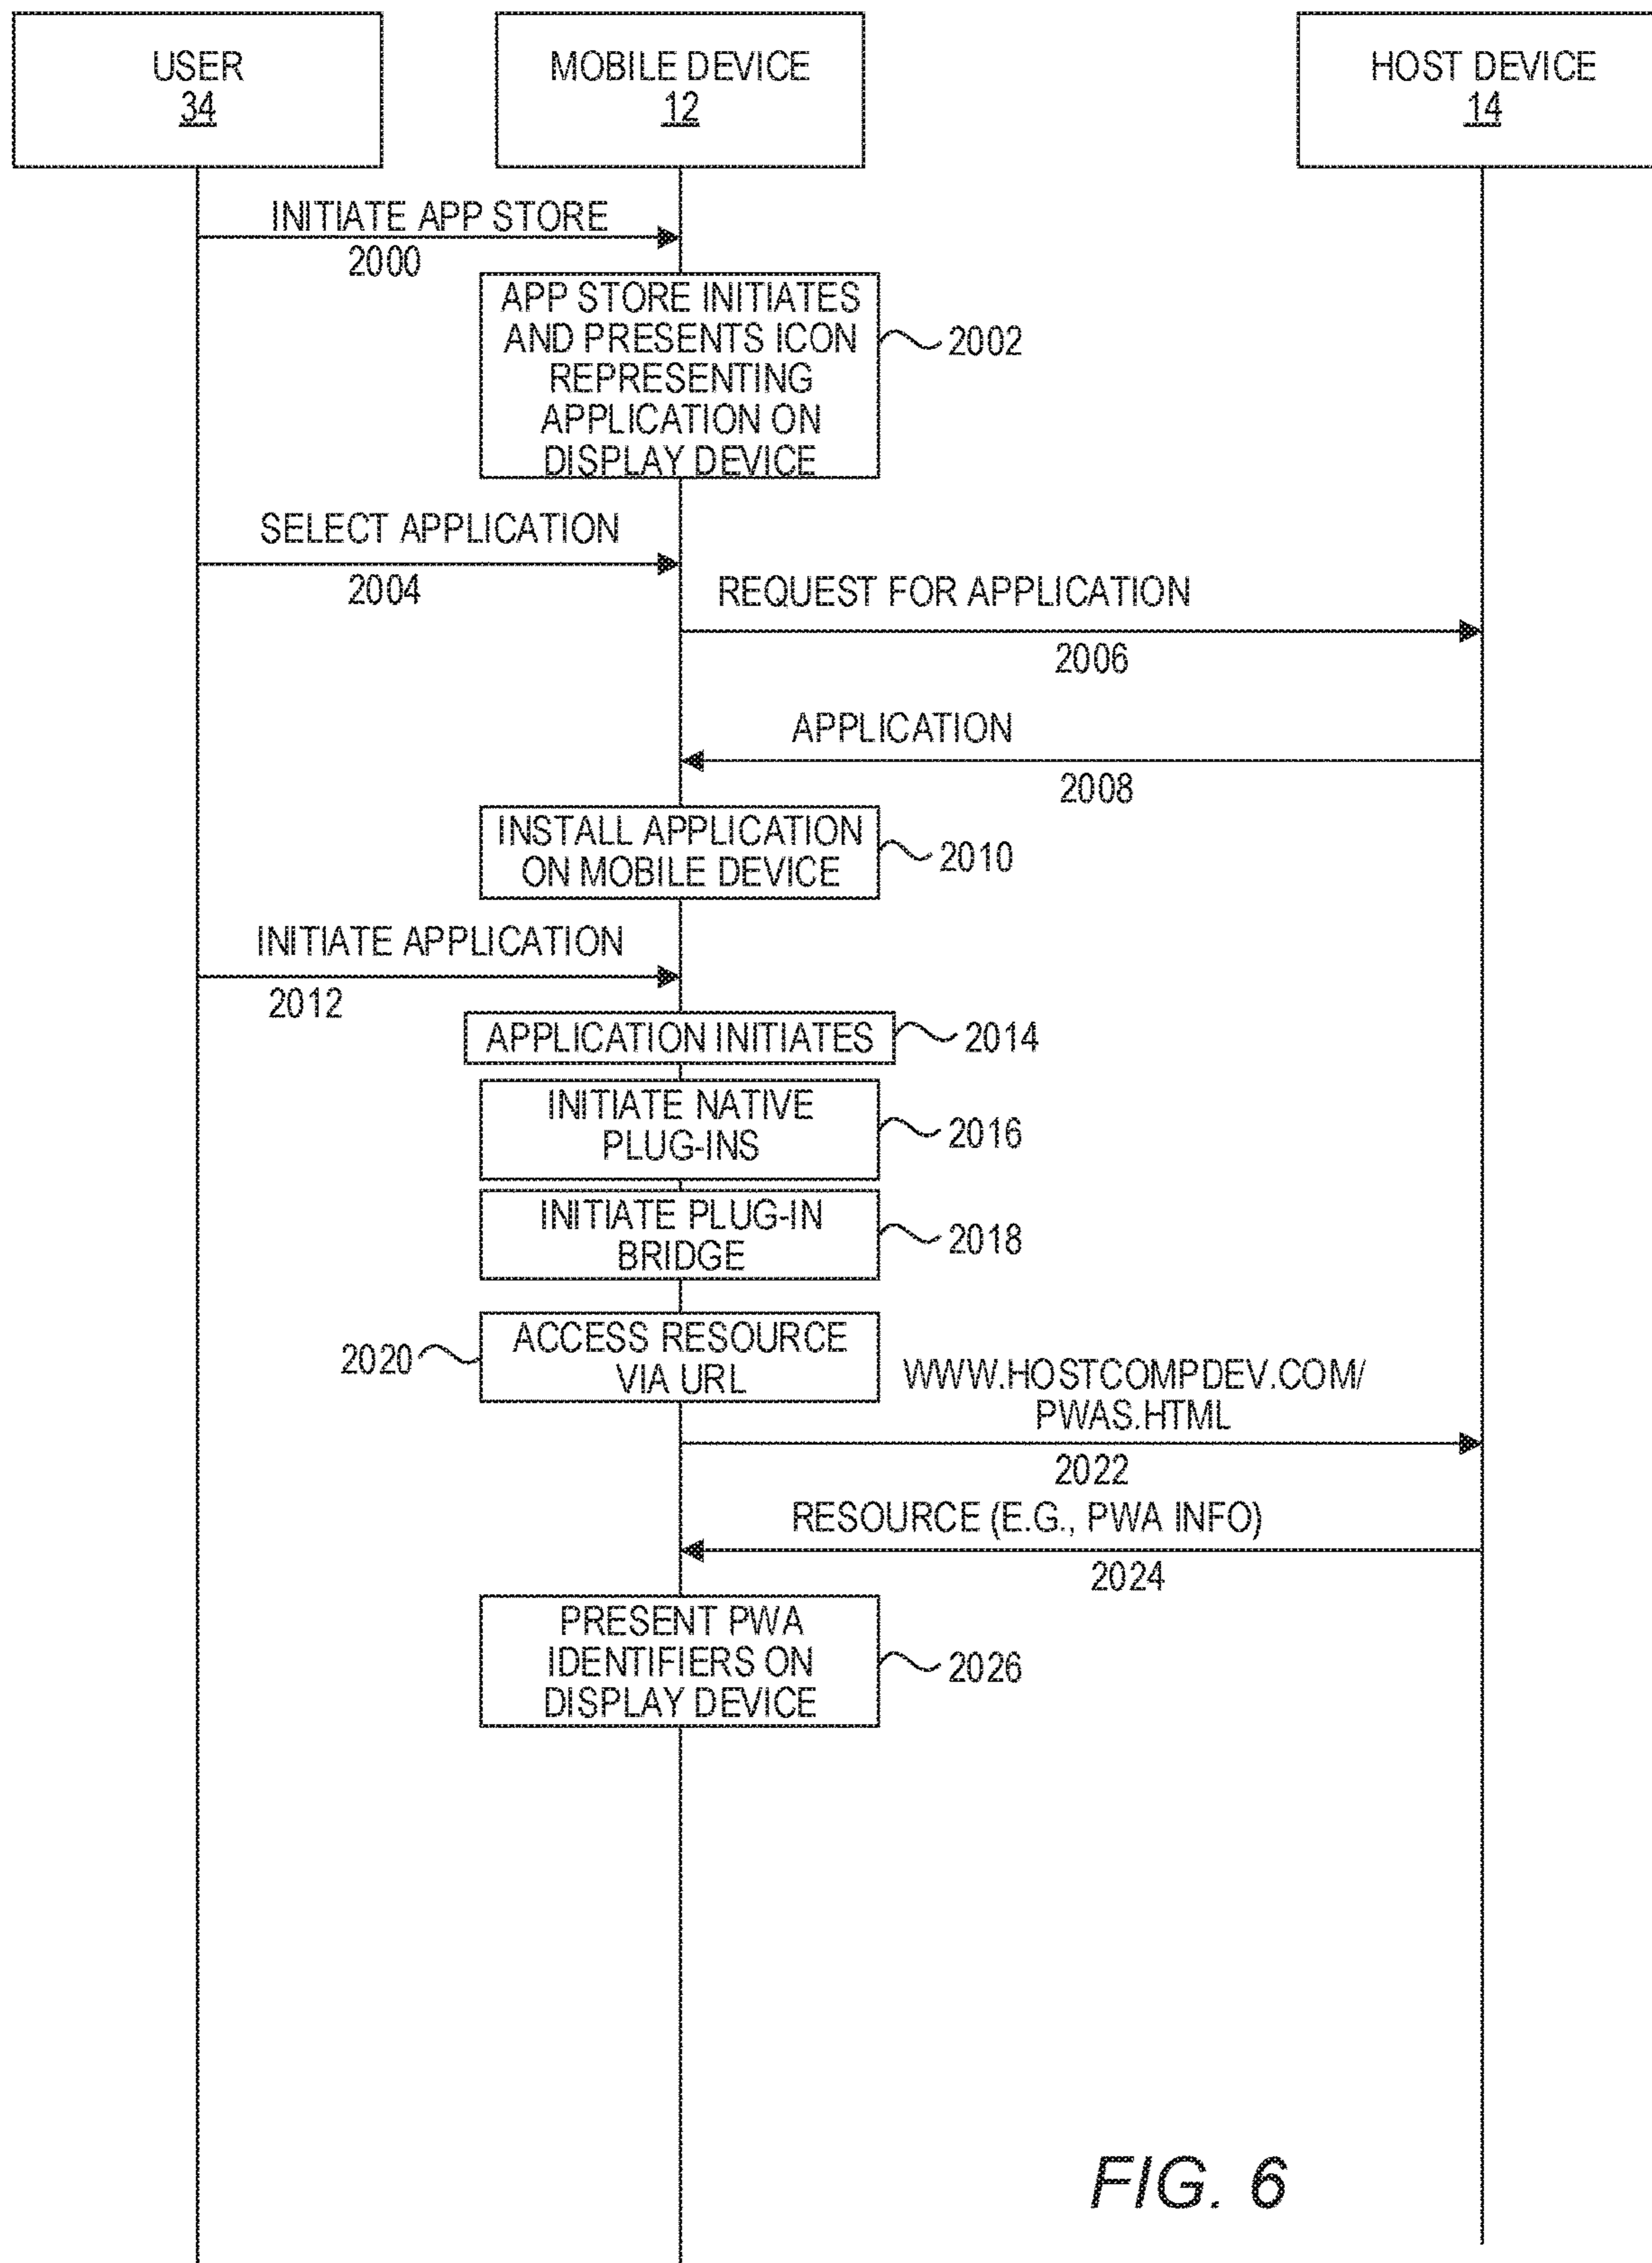 USER
34
MOBILE DEVICE
12
HOST DEVICE
14
INITIATE APP STORE
2000
APP STORE INITIATES
AND PRESENTS ICON
REPRESENTING
APPLICATION ON
DISPLAY DEVICE
2002
SELECT APPLICATION
2004
REQUEST FOR APPLICATION
2006
APPLICATION
2008
INSTALL APPLICATION
ON MOBILE DEVICE
2010
INITIATE APPLICATION
2012
APPLICATION INITIATES
2014
INITIATE NATIVE
PLUG-INS
2016
INITIATE PLUG-IN
BRIDGE
2018
2020
ACCESS RESOURCE
VIA URL
WWW.HOSTCOMPDEV.COM/
PWAS.HTML
2022
RESOURCE (E.G., PWA INFO)
2024
PRESENT PWA
IDENTIFIERS ON
DISPLAY DEVICE
2026
FIG. 6